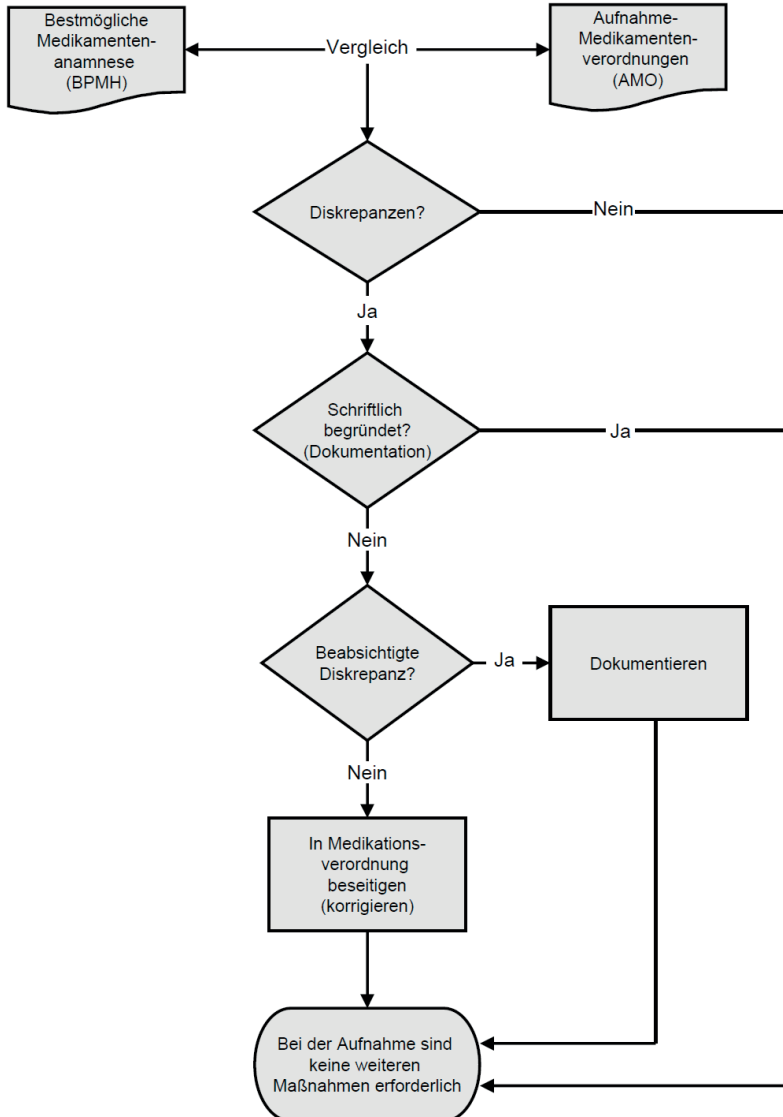 Bestmögliche
Medikamenten-
anamnese
(BPMH)
Vergleich
Aufnahme-
Medikamenten-
verordnungen
(AMO)
Diskrepanzen?
Nein
Ja
Schriftlich
begründet?
(Dokumentation)
Ja
Nein
Beabsichtigte
Diskrepanz?
Ja
Dokumentieren
Nein
In Medikations-
verordnung
beseitigen
(korrigieren)
Bei der Aufnahme sind
keine weiteren
Maßnahmen erforderlich